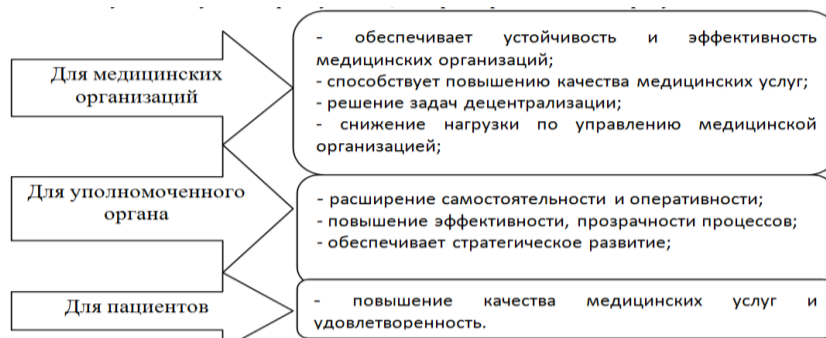 Для медицинских
организаций
- обеспечивает устойчивость и эффективность
медицинских организаций;
- способствует повышению качества медицинских услуг;
- решение задач децентрализации;
- снижение нагрузки по управлению медицинской
организацией;
Для уполномоченного
органа
- расширение самостоятельности и оперативности;
- повышение эффективности, прозрачности процессов;
- обеспечивает стратегическое развитие;
Для пациентов
- повышение качества медицинских услуг и
удовлетворенность.